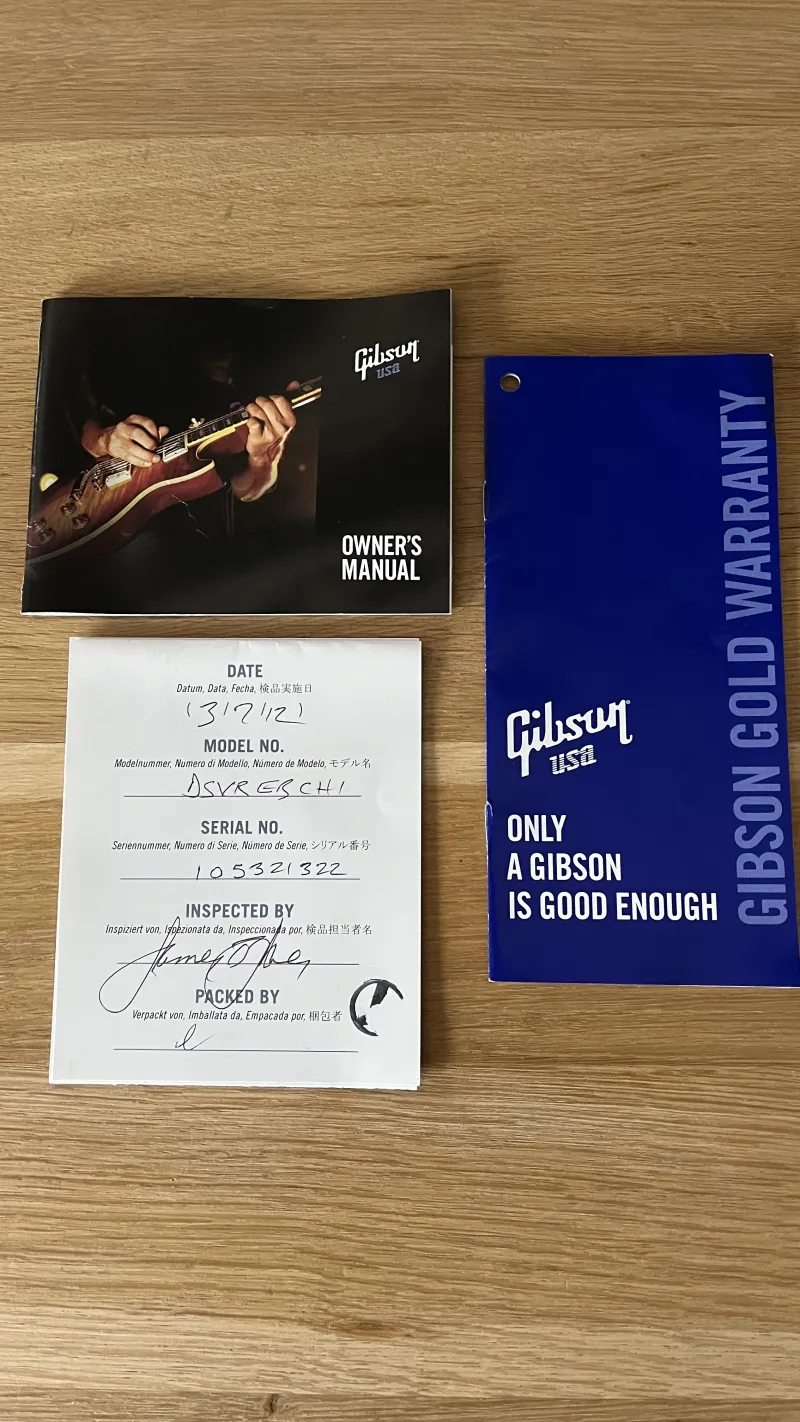 Gibson
usa
OWNER'S
MANUAL
DATE
Datum, Data, Fecha, 検品実施日
(3/7/12)
MODEL NO.
Modelnummer, Numero di Modello, Número de Modelo, モデル名
DSVREBCH1
SERIAL NO.
Seriennummer, Numero di Serie, Número de Serie, シリアル番号
105321322
INSPECTED BY
Inspiziert von, Ispezionata da, Inspeccionada por, 検品担当者名
PACKED BY
Verpackt von, Imballata da, Empacada por, 梱包者
GIBSON GOLD WARRANTY
Gibson
usa
ONLY
A GIBSON
IS GOOD ENOUGH